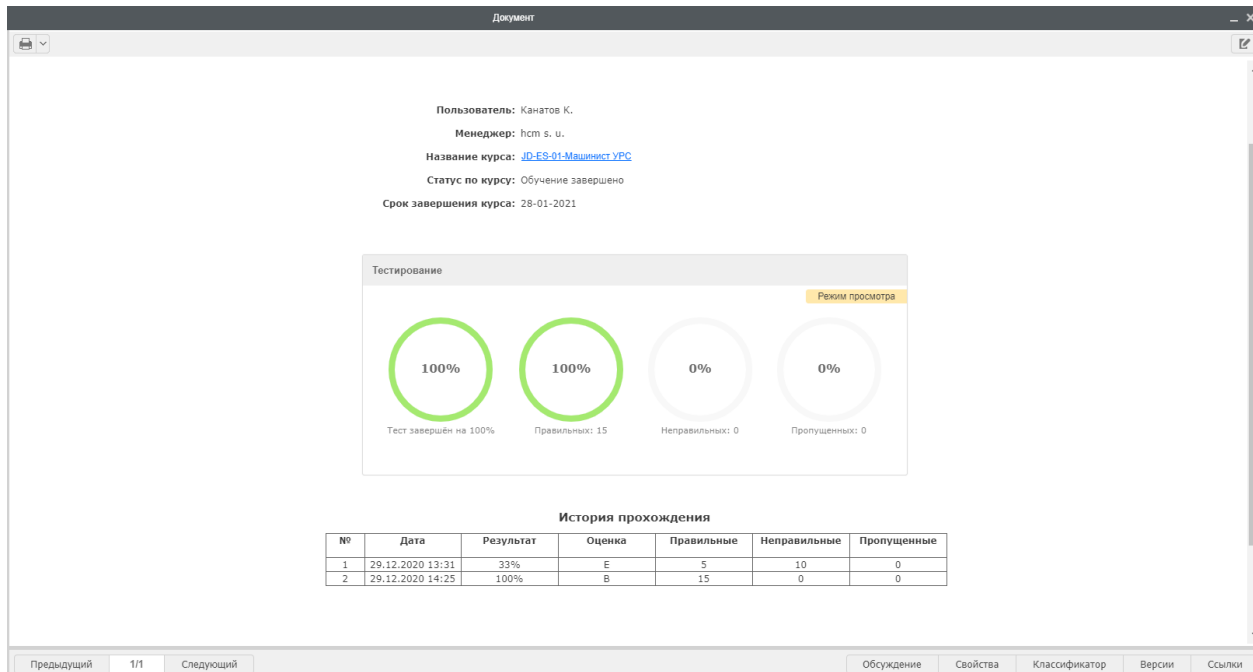 Документ
Пользователь: Канатов К.
Менеджер: hcm s. u.
Название курса: JD-ES-01-Машинист УРС
Статус по курсу: Обучение завершено
Срок завершения курса: 28-01-2021
Тестирование
Режим просмотра
100% 100% 0% 0%
Тест завершён на 100% Правильных: 15 Неправильных: 0 Пропущенных: 0
История прохождения
№ Дата Результат Оценка Правильные Неправильные Пропущенные
1 29.12.2020 13:31 33% E 5 10 0
2 29.12.2020 14:25 100% B 15 0 0
Предыдущий 1/1 Следующий Обсуждение Свойства Классификатор Версии Ссылки